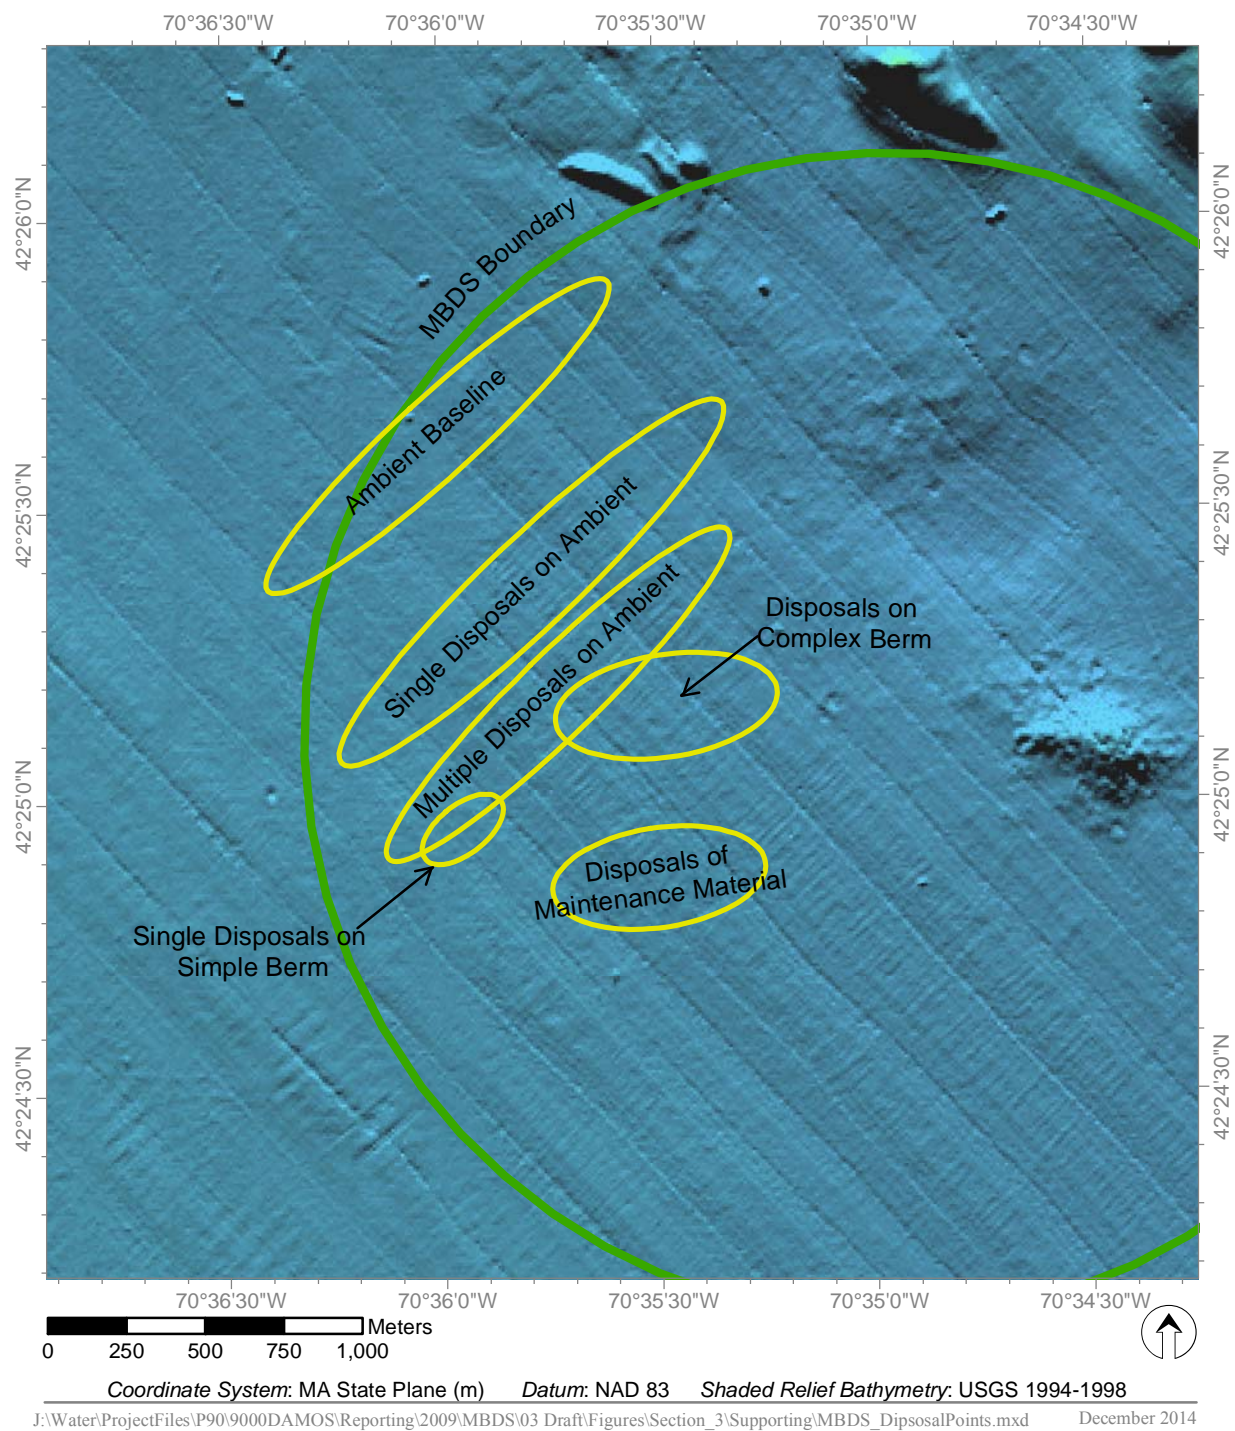 70°36'30"W 70°36'0"W 70°35'30"W 70°35'0"W 70°34'30"W
42°26'0"N
42°25'30"N
42°25'0"N
42°24'30"N
MBDS Boundary
Ambient Baseline
Single Disposals on Ambient
Multiple Disposals on Ambient
Disposals on
Complex Berm
Disposals of
Maintenance Material
Single Disposals on
Simple Berm
42°26'0"N
42°25'30"N
42°25'0"N
42°24'30"N
70°36'30"W 70°36'0"W 70°35'30"W 70°35'0"W 70°34'30"W
Meters
0 250 500 750 1,000
Coordinate System: MA State Plane (m) Datum: NAD 83 Shaded Relief Bathymetry: USGS 1994-1998
J:\Water\ProjectFiles\P90\9000DAMOS\Reporting\2009\MBDS\03 Draft\Figures\Section_3\Supporting\MBDS_DipsosalPoints.mxd December 2014